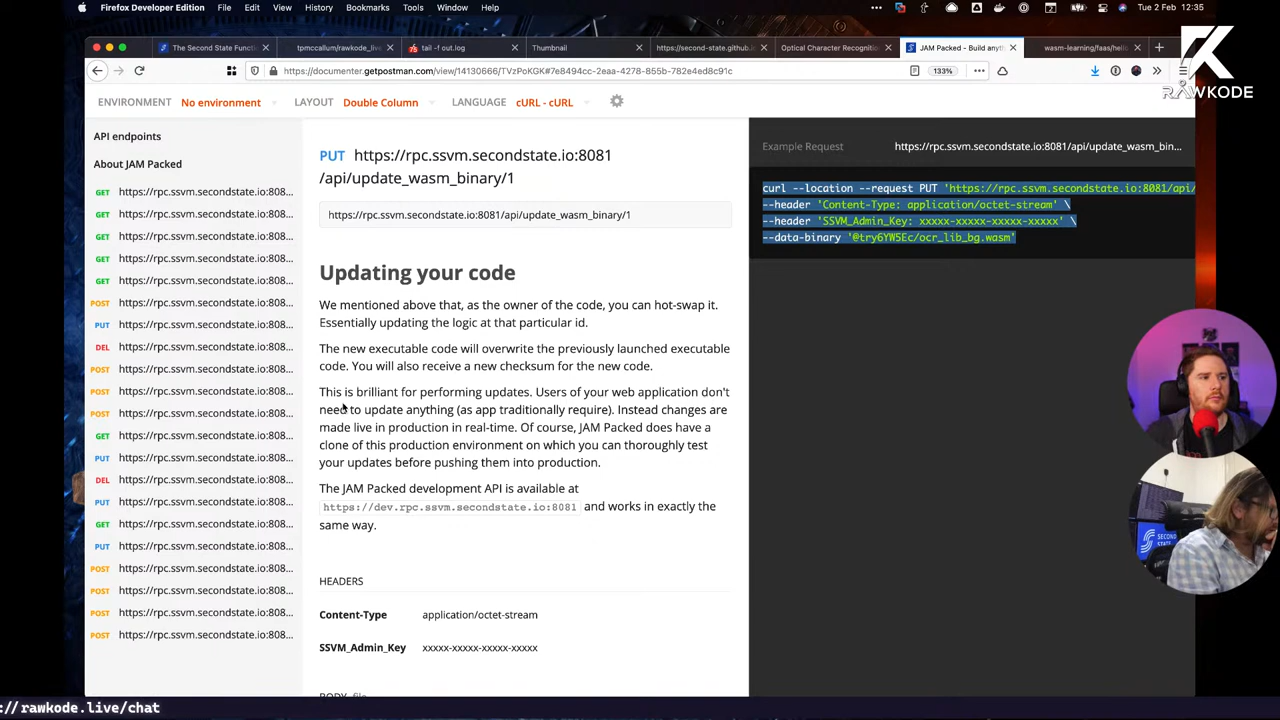 Firefox Developer Edition File Edit View History Bookmarks Tools Window Help
Tue 2 Feb 12:35
The Second State Functi
tpmccallum/rawkode_live
tail -f out.log
Thumbnail
https://second-state.github.in
Optical Character Recognitio
JAM Packed - Build anyth
wasm-learning/faas/hello
https://documenter.getpostman.com/view/14130666/TVzPoKGK#7e8494cc-2eaa-4278-855b-782e4ed8c91c
133%
RAWKODE
ENVIRONMENT No environment LAYOUT Double Column LANGUAGE cURL - cURL
API endpoints
About JAM Packed
GET https://rpc.ssvm.secondstate.io:808...
GET https://rpc.ssvm.secondstate.io:808...
GET https://rpc.ssvm.secondstate.io:808...
GET https://rpc.ssvm.secondstate.io:808...
GET https://rpc.ssvm.secondstate.io:808...
POST https://rpc.ssvm.secondstate.io:808...
PUT https://rpc.ssvm.secondstate.io:808...
DEL https://rpc.ssvm.secondstate.io:808...
POST https://rpc.ssvm.secondstate.io:808...
POST https://rpc.ssvm.secondstate.io:808...
POST https://rpc.ssvm.secondstate.io:808...
GET https://rpc.ssvm.secondstate.io:808...
PUT https://rpc.ssvm.secondstate.io:808...
DEL https://rpc.ssvm.secondstate.io:808...
PUT https://rpc.ssvm.secondstate.io:808...
GET https://rpc.ssvm.secondstate.io:808...
PUT https://rpc.ssvm.secondstate.io:808...
POST https://rpc.ssvm.secondstate.io:808...
POST https://rpc.ssvm.secondstate.io:808...
POST https://rpc.ssvm.secondstate.io:808...
POST https://rpc.ssvm.secondstate.io:808...
PUT https://rpc.ssvm.secondstate.io:8081
/api/update_wasm_binary/1
https://rpc.ssvm.secondstate.io:8081/api/update_wasm_binary/1
Updating your code
We mentioned above that, as the owner of the code, you can hot-swap it.
Essentially updating the logic at that particular id.
The new executable code will overwrite the previously launched executable
code. You will also receive a new checksum for the new code.
This is brilliant for performing updates. Users of your web application don't
need to update anything (as app traditionally require). Instead changes are
made live in production in real-time. Of course, JAM Packed does have a
clone of this production environment on which you can thoroughly test
your updates before pushing them into production.
The JAM Packed development API is available at
https://dev.rpc.ssvm.secondstate.io:8081 and works in exactly the
same way.
HEADERS
Content-Type application/octet-stream
SSVM_Admin_Key xxxxx-xxxxx-xxxxx-xxxxx
BODY file
Example Request https://rpc.ssvm.secondstate.io:8081/api/update_wasm_bin...
curl --location --request PUT 'https://rpc.ssvm.secondstate.io:8081/api/
--header 'Content-Type: application/octet-stream' \
--header 'SSVM_Admin_Key: xxxxx-xxxxx-xxxxx-xxxxx' \
--data-binary '@try6YW5Ec/ocr_lib_bg.wasm'
SECOND
STATE
://rawkode.live/chat